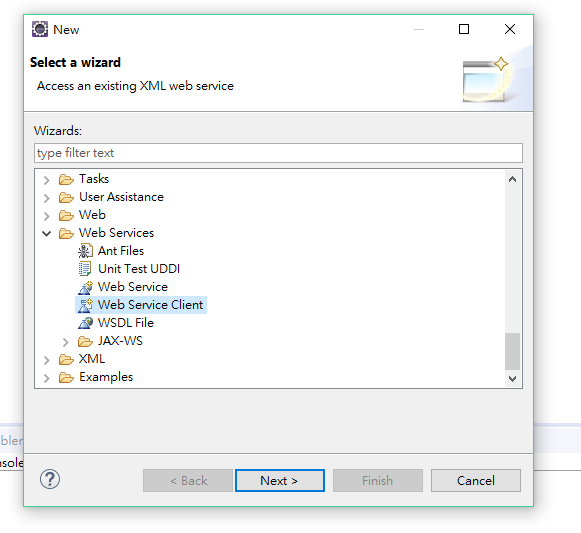 New
Select a wizard
Access an existing XML web service
Wizards:
type filter text
Tasks
User Assistance
Web
Web Services
Ant Files
Unit Test UDDI
Web Service
Web Service Client
WSDL File
JAX-WS
XML
Examples
bler
nsole
? < Back Next > Finish Cancel